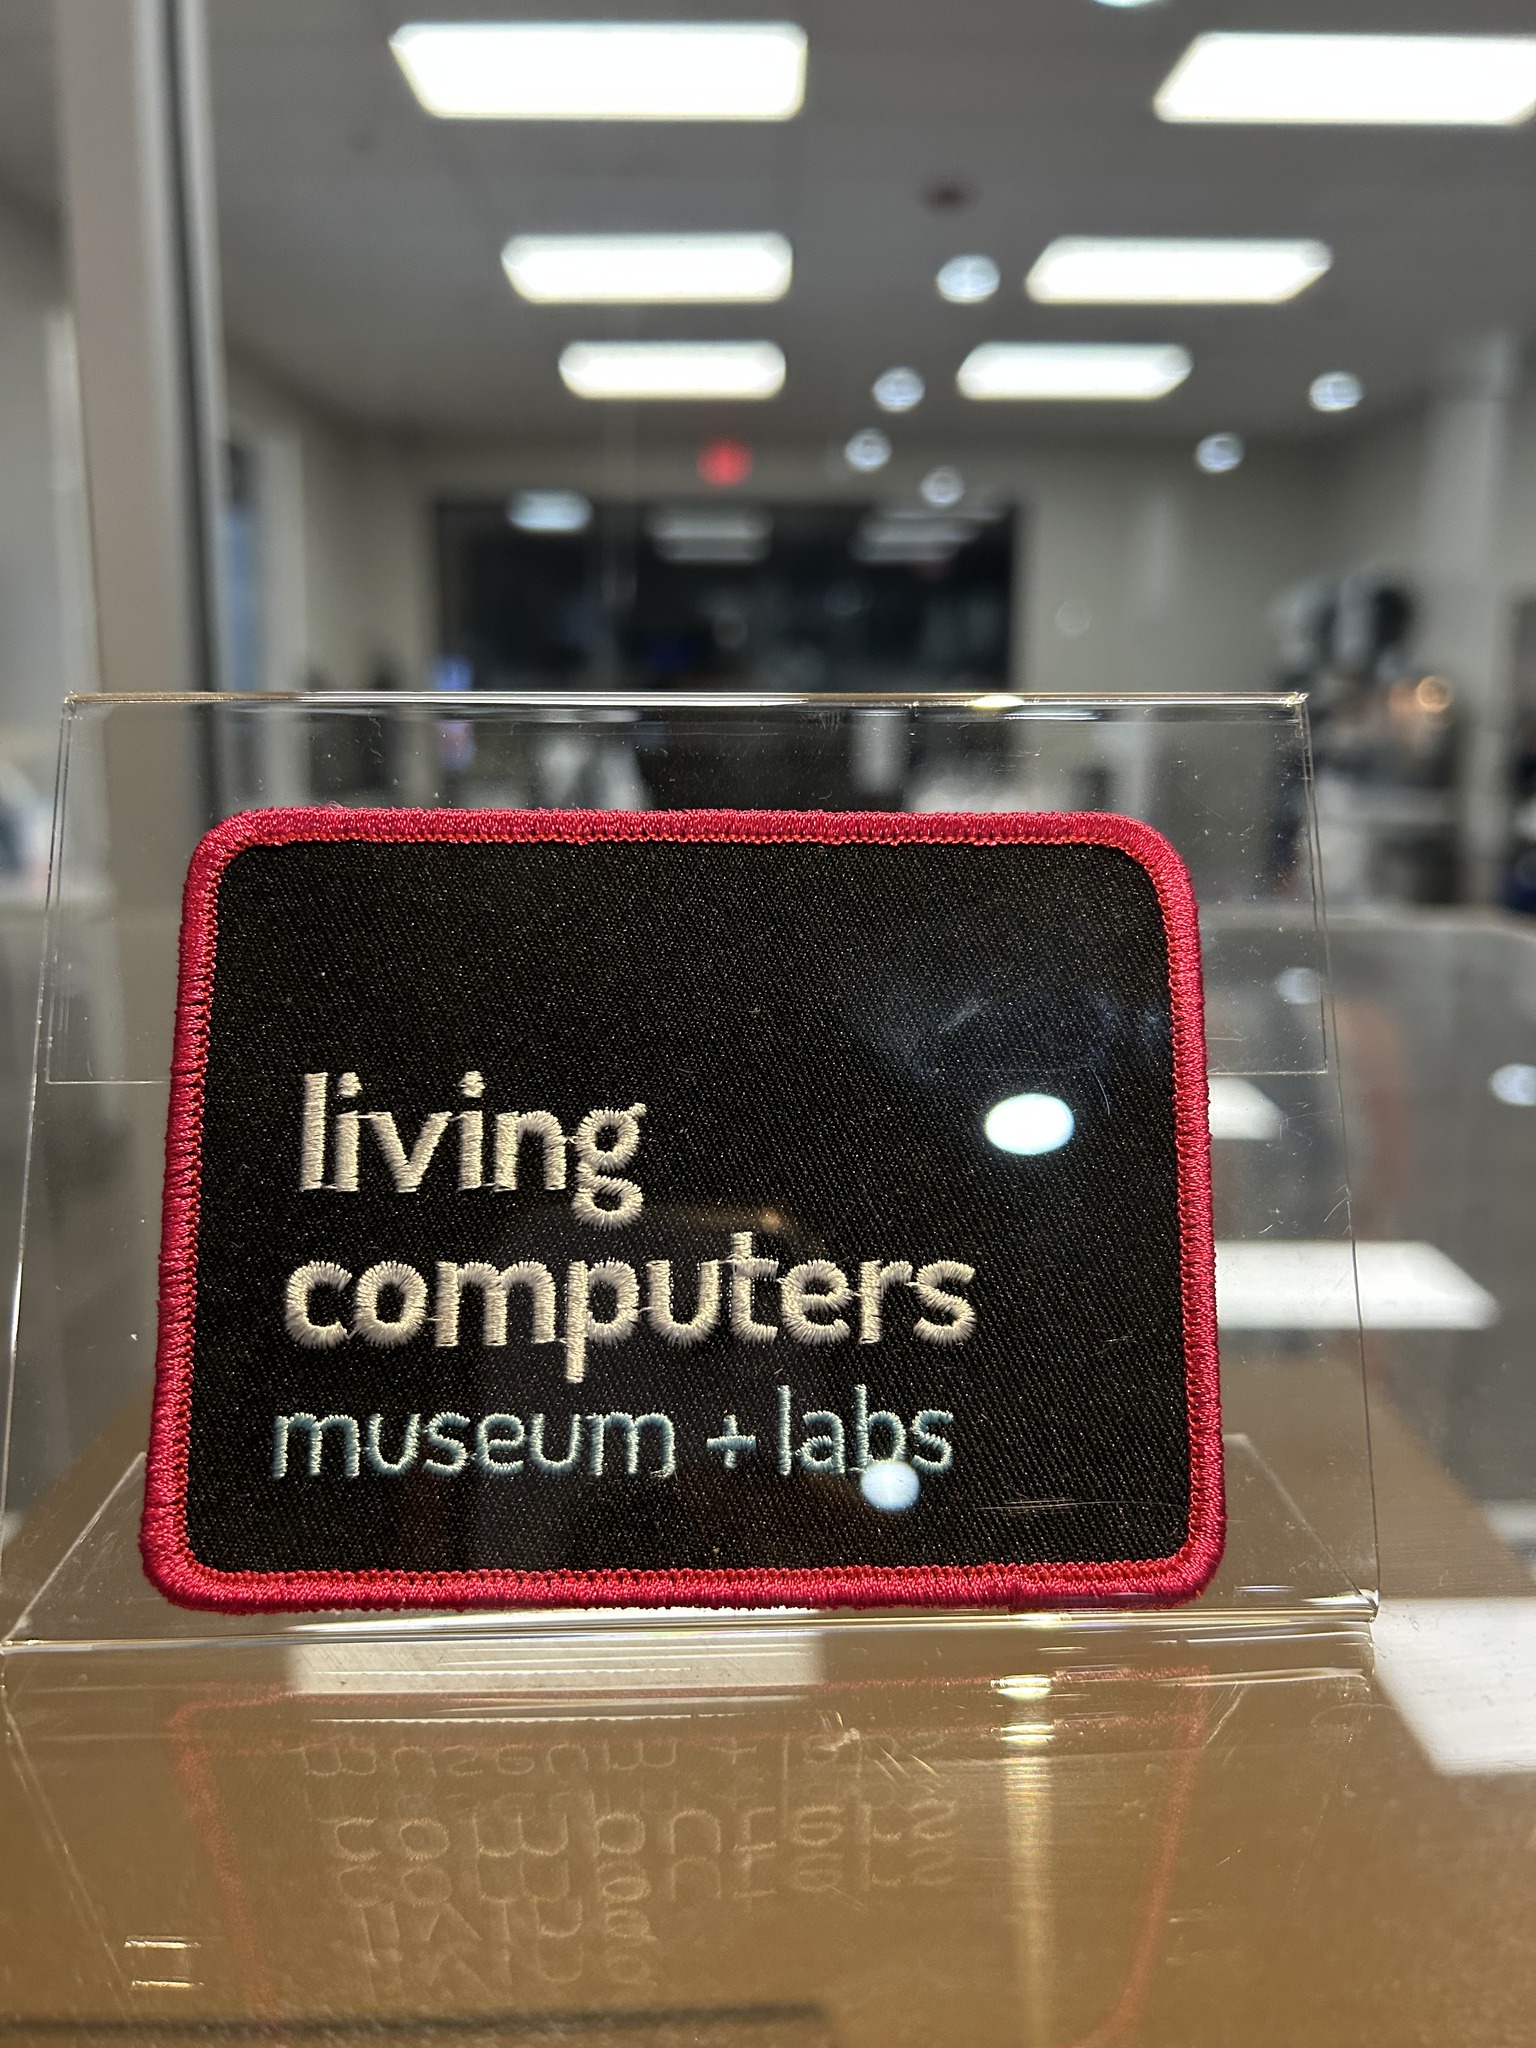 living
computers
museum + labs